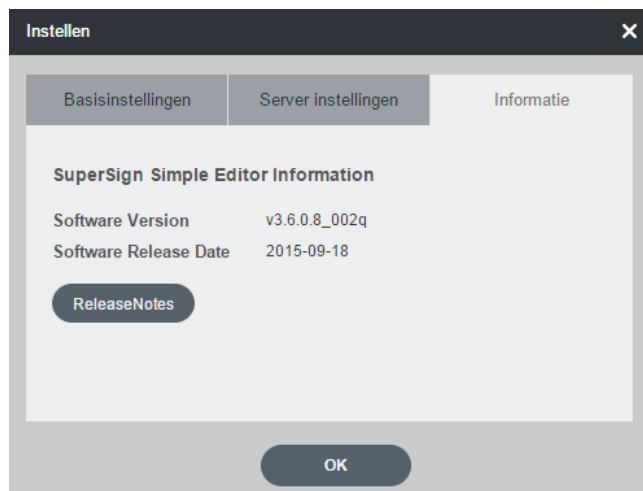 Instellen
Basisinstellingen Server instellingen Informatie
SuperSign Simple Editor Information
Software Version v3.6.0.8_002q
Software Release Date 2015-09-18
ReleaseNotes
OK